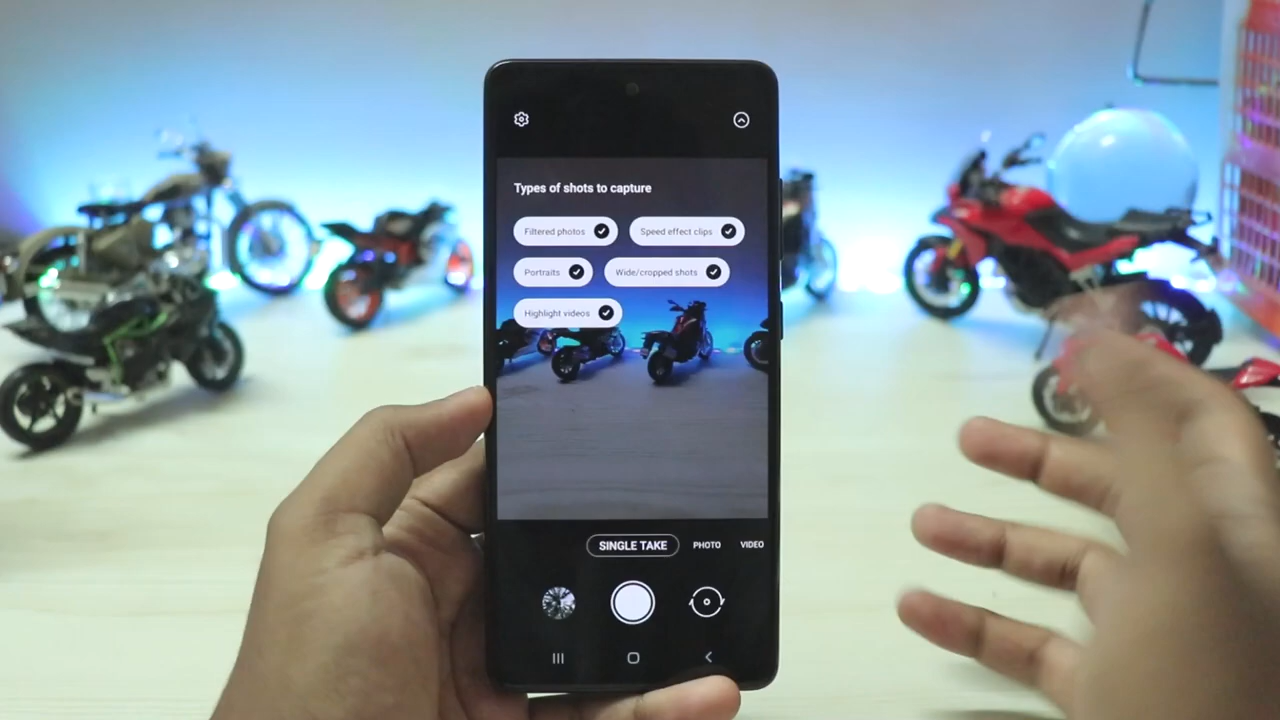 Types of shots to capture
Filtered photos Speed effect clips
Portraits Wide/cropped shots
Highlight videos
SINGLE TAKE PHOTO VIDEO